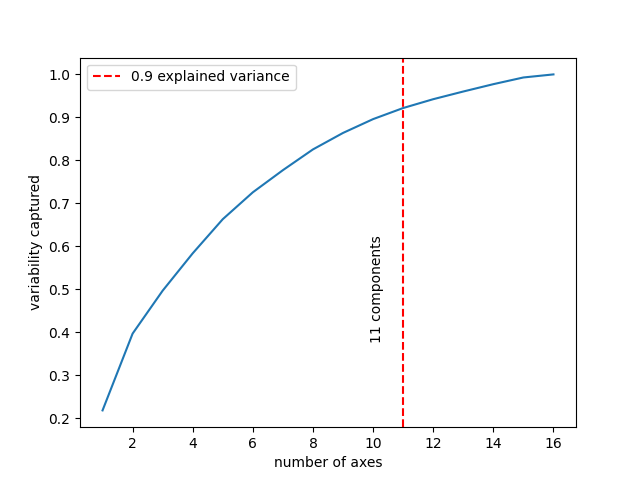 0.9 explained variance
1.0
0.9
0.8
0.7
0.6
0.5
0.4
0.3
0.2
variability captured
11 components
2 4 6 8 10 12 14 16
number of axes